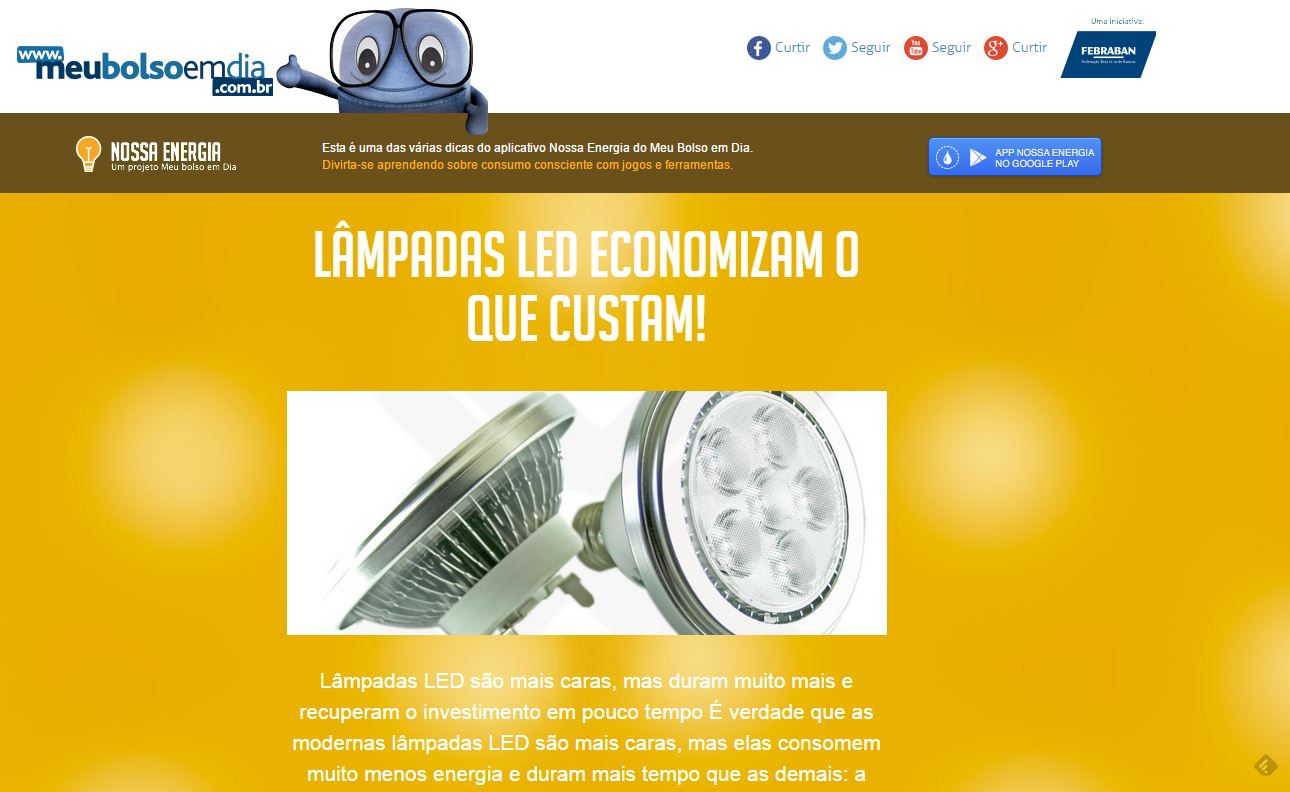 www.
meubolsoemdia
.com.br
Curtir
Seguir
You
Tube
Seguir
g+
Curtir
Uma iniciativa:
FEBRABAN
Federação Brasileira de Bancos
NOSSA ENERGIA
Um projeto Meu bolso em Dia
Esta é uma das várias dicas do aplicativo Nossa Energia do Meu Bolso em Dia.
Divirta-se aprendendo sobre consumo consciente com jogos e ferramentas.
APP NOSSA ENERGIA
NO GOOGLE PLAY
LÂMPADAS LED ECONOMIZAM O
QUE CUSTAM!
Lâmpadas LED são mais caras, mas duram muito mais e
recuperam o investimento em pouco tempo É verdade que as
modernas lâmpadas LED são mais caras, mas elas consomem
muito menos energia e duram mais tempo que as demais: a